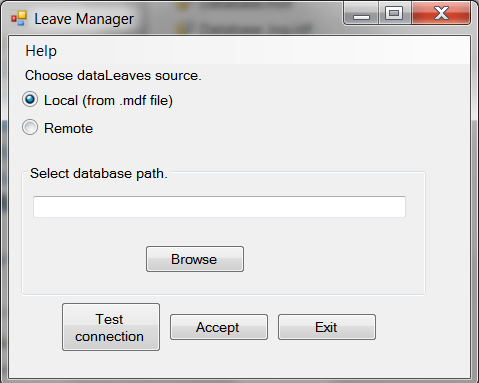 Leave Manager
Help
Choose dataLeaves source.
Local (from .mdf file)
Remote
Select database path.
Browse
Test
connection
Accept
Exit